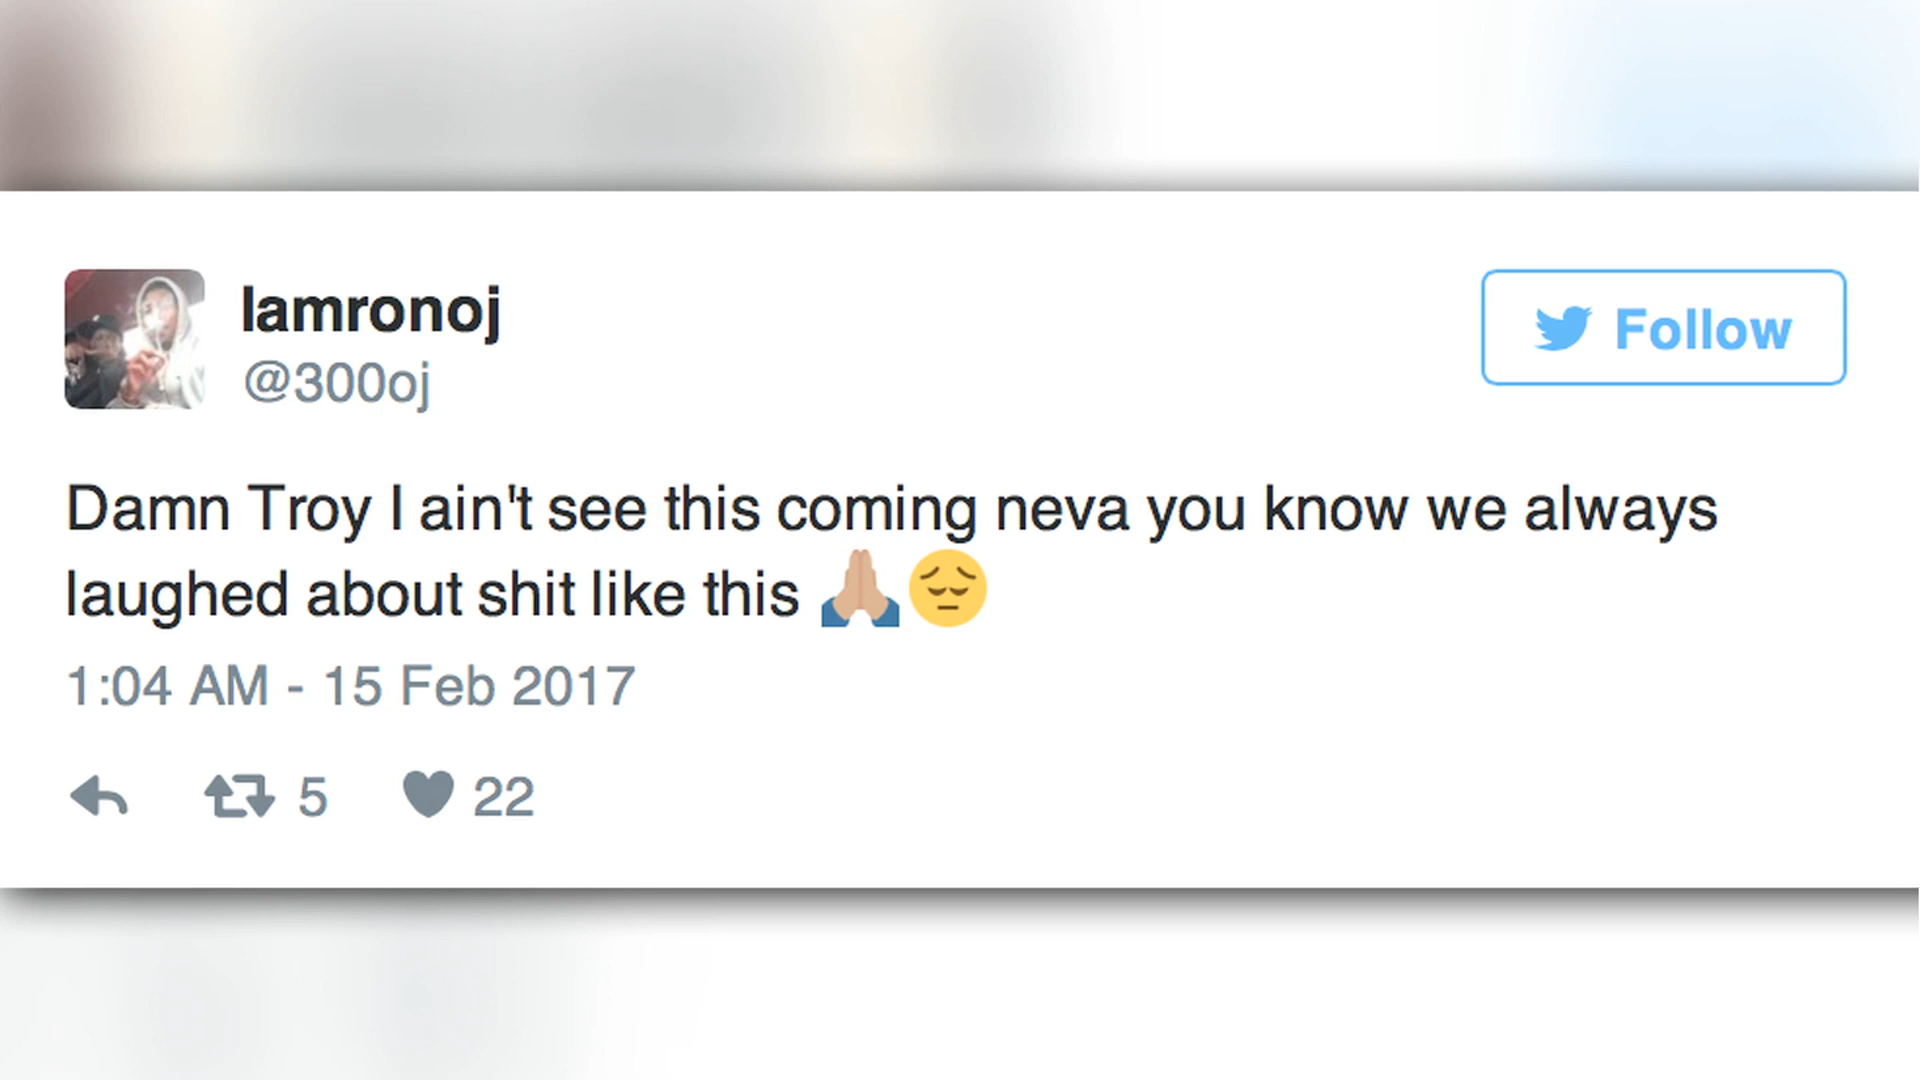 Iamronoj
@300oj
Follow
Damn Troy I ain't see this coming neva you know we always
laughed about shit like this 🙏🏼😔
1:04 AM - 15 Feb 2017
5 22